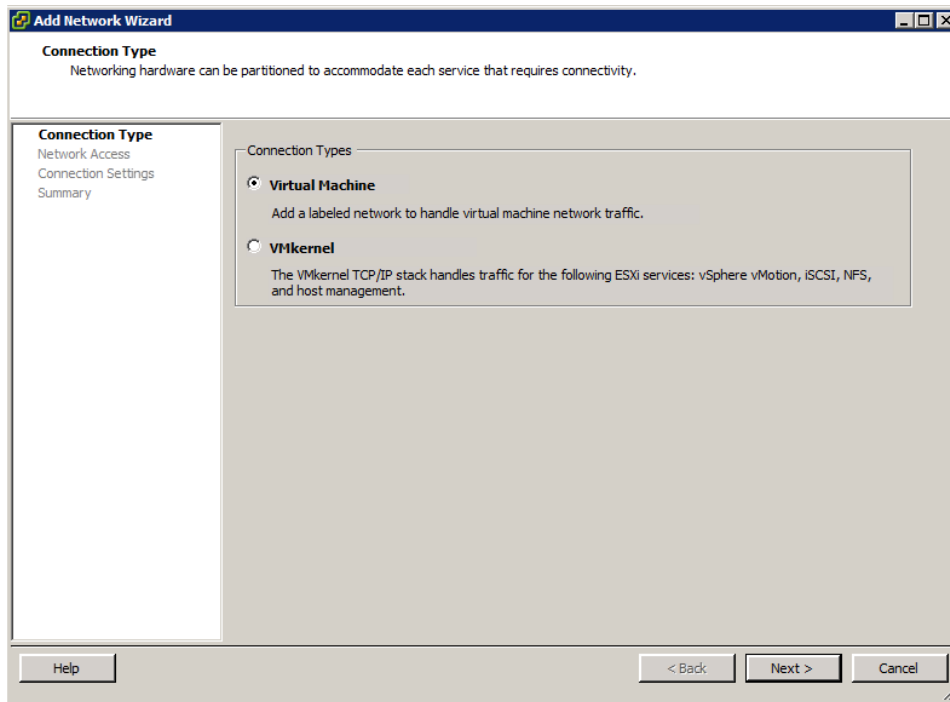 Add Network Wizard
Connection Type
Networking hardware can be partitioned to accommodate each service that requires connectivity.
Connection Type
Network Access
Connection Settings
Summary
Connection Types
Virtual Machine
Add a labeled network to handle virtual machine network traffic.
VMkernel
The VMkernel TCP/IP stack handles traffic for the following ESXi services: vSphere vMotion, iSCSI, NFS,
and host management.
Help
< Back
Next >
Cancel